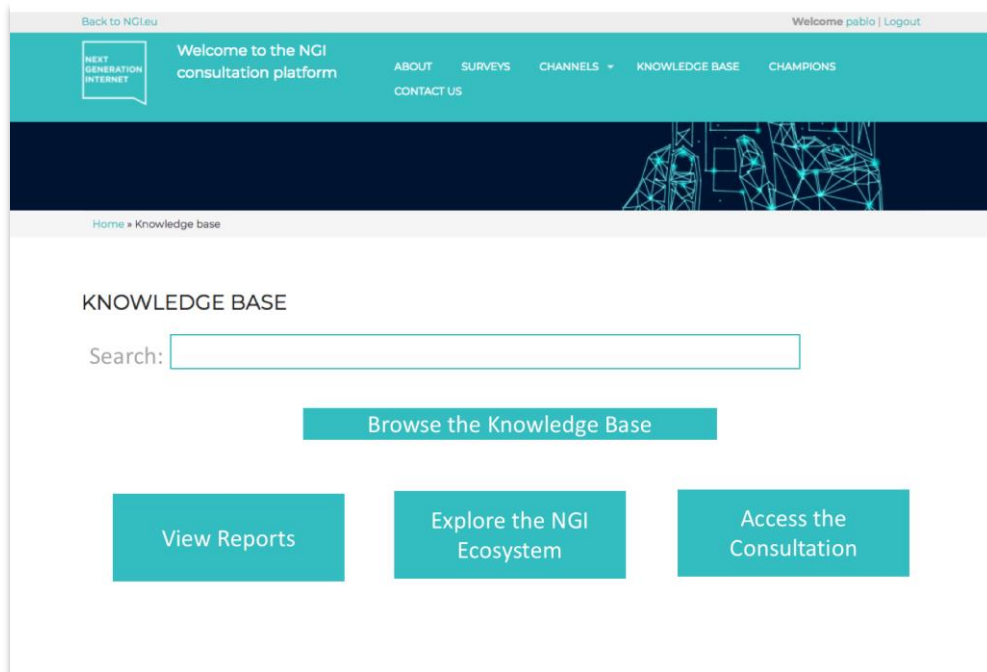 Back to NGI.eu
Welcome pablo | Logout
NEXT
GENERATION
INTERNET
Welcome to the NGI
consultation platform
ABOUT SURVEYS CHANNELS KNOWLEDGE BASE CHAMPIONS
CONTACT US
Home » Knowledge base
KNOWLEDGE BASE
Search:
Browse the Knowledge Base
View Reports
Explore the NGI
Ecosystem
Access the
Consultation